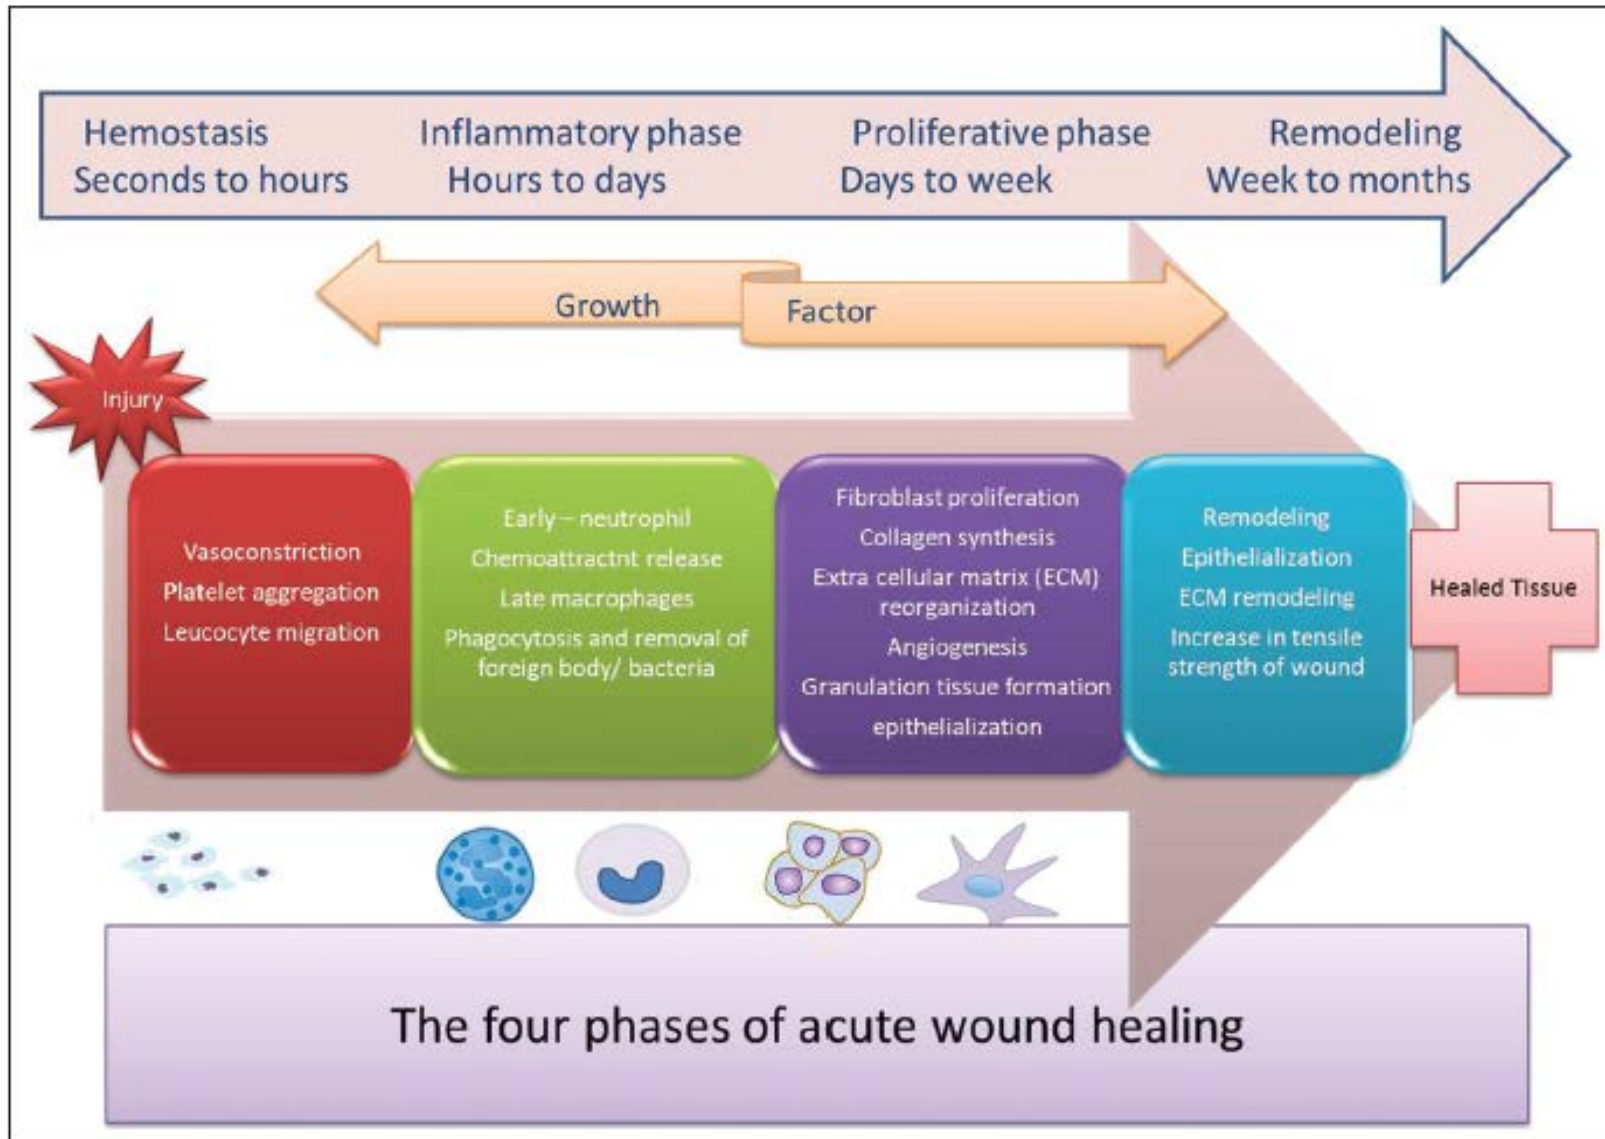 Hemostasis
Seconds to hours
Inflammatory phase
Hours to days
Proliferative phase
Days to week
Remodeling
Week to months
Growth
Factor
Injury
Vasoconstriction
Platelet aggregation
Leucocyte migration
Early – neutrophil
Chemoattractnt release
Late macrophages
Phagocytosis and removal of
foreign body/ bacteria
Fibroblast proliferation
Collagen synthesis
Extra cellular matrix (ECM)
reorganization
Angiogenesis
Granulation tissue formation
epithelialization
Remodeling
Epithelialization
ECM remodeling
Increase in tensile
strength of wound
Healed Tissue
The four phases of acute wound healing